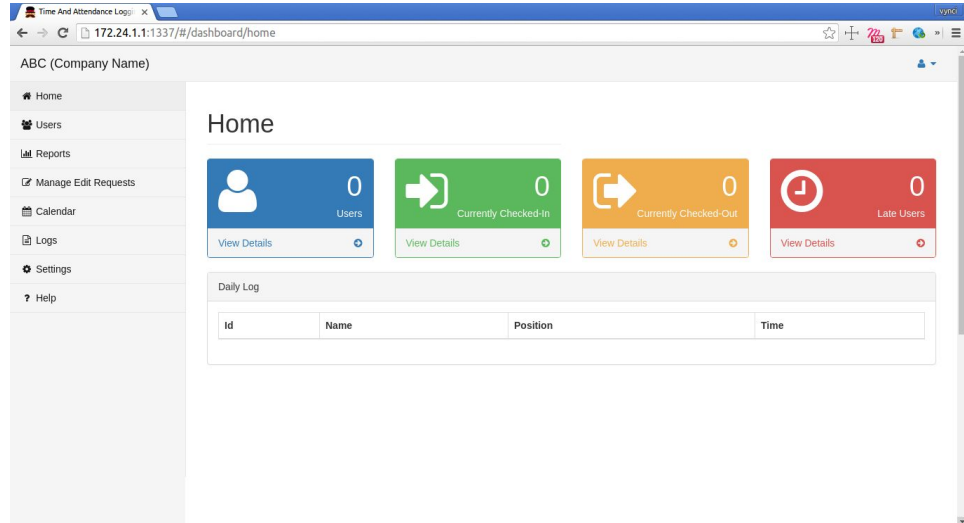 Time And Attendance Loggi
vynci
172.24.1.1:1337/#/dashboard/home
120
ABC (Company Name)
Home
Users
Reports
Manage Edit Requests
Calendar
Logs
Settings
? Help
Home
0
Users
View Details
0
Currently Checked-In
View Details
0
Currently Checked-Out
View Details
0
Late Users
View Details
Daily Log
Id Name Position Time